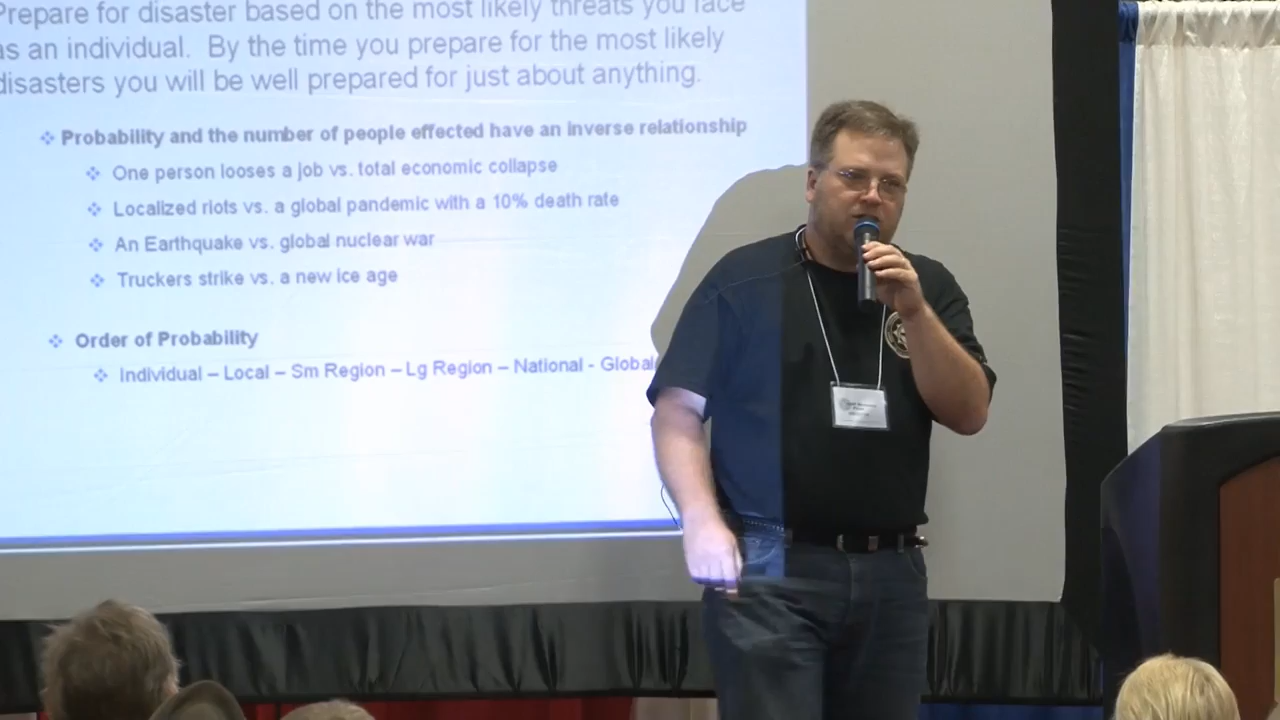 Prepare for disaster based on the most likely threats you face
as an individual. By the time you prepare for the most likely
disasters you will be well prepared for just about anything.
Probability and the number of people effected have an inverse relationship
One person looses a job vs. total economic collapse
Localized riots vs. a global pandemic with a 10% death rate
An Earthquake vs. global nuclear war
Truckers strike vs. a new ice age
Order of Probability
Individual – Local – Sm Region – Lg Region – National - Global